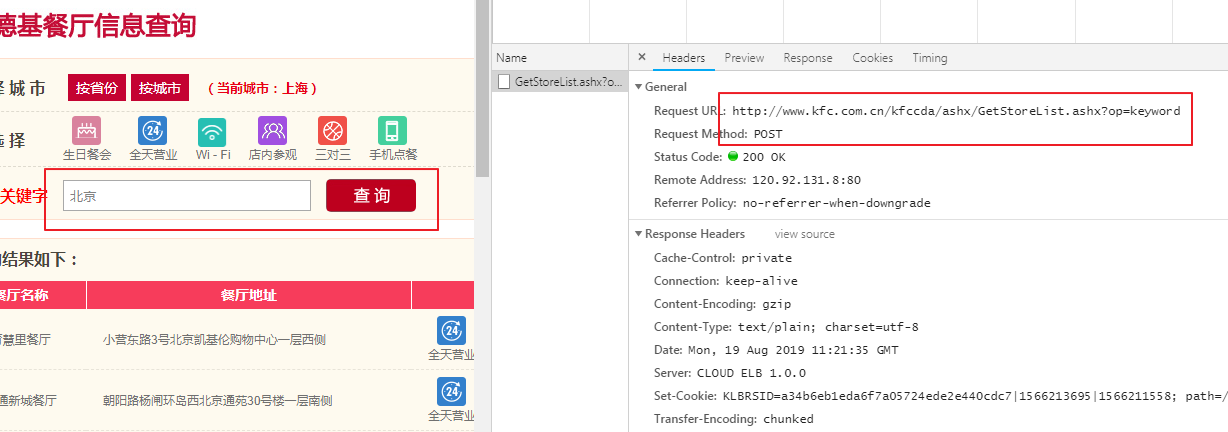 德基餐厅信息查询
择 城 市 按省份 按城市 （ 当前城市：上海 ）
选 择 生日餐会 全天营业 Wi - Fi 店内参观 三对三 手机点餐
关键字 北京 查 询
结果如下：
餐厅名称 餐厅地址
慧里餐厅 小营东路3号北京凯基伦购物中心一层西侧 全天营业
通新城餐厅 朝阳路杨闸环岛西北京通苑30号楼一层南侧 全天营业
Name × Headers Preview Response Cookies Timing
GetStoreList.ashx?o...
General
Request URL: http://www.kfc.com.cn/kfccda/ashx/GetStoreList.ashx?op=keyword
Request Method: POST
Status Code: 200 OK
Remote Address: 120.92.131.8:80
Referrer Policy: no-referrer-when-downgrade
Response Headers view source
Cache-Control: private
Connection: keep-alive
Content-Encoding: gzip
Content-Type: text/plain; charset=utf-8
Date: Mon, 19 Aug 2019 11:21:35 GMT
Server: CLOUD ELB 1.0.0
Set-Cookie: KLBRSID=a34b6eb1eda6f7a05724ede2e440cdc7|1566213695|1566211558; path=/
Transfer-Encoding: chunked